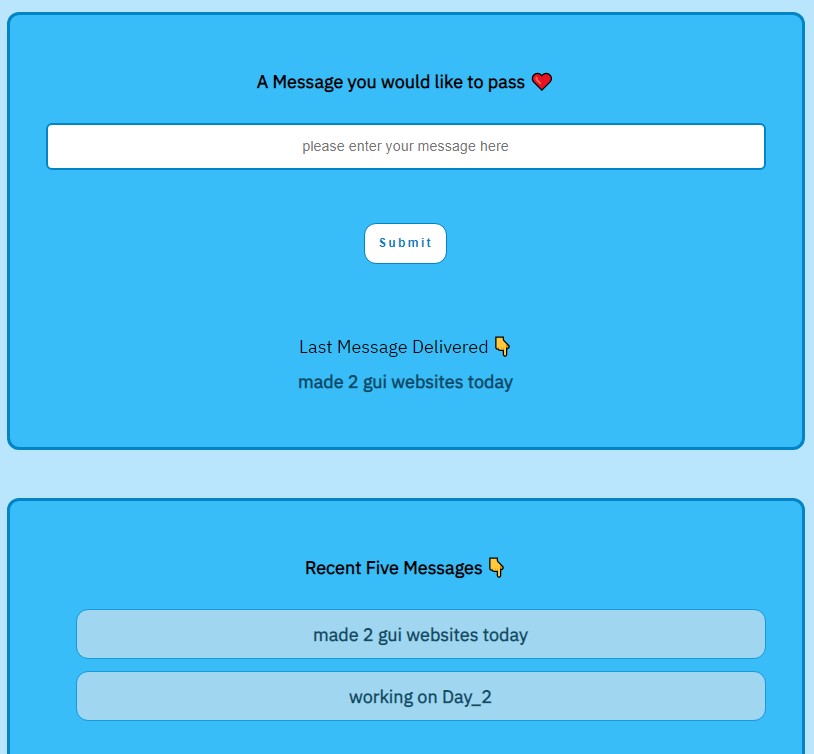 A Message you would like to pass ❤️
please enter your message here
Submit
Last Message Delivered 👇
made 2 gui websites today
Recent Five Messages 👇
made 2 gui websites today
working on Day_2